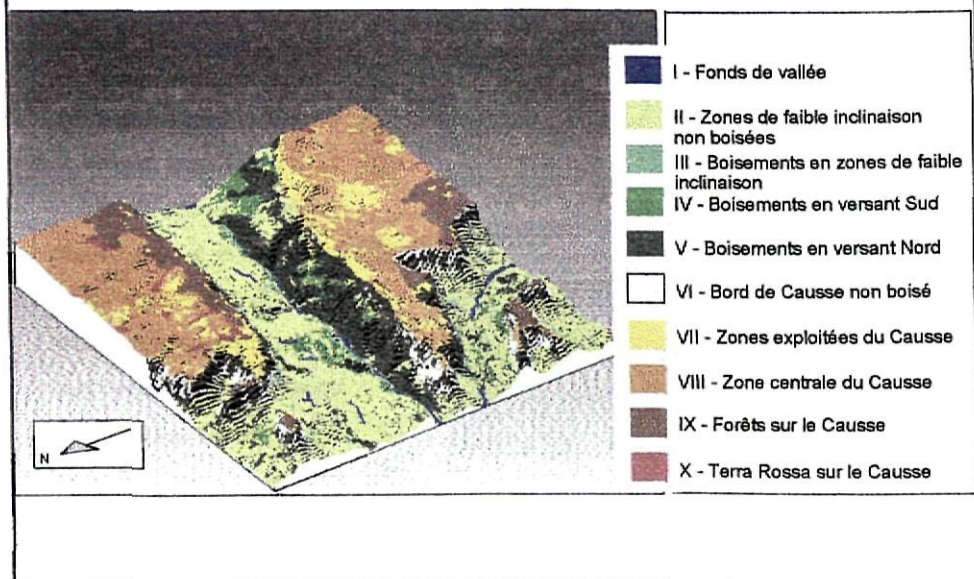 I - Fonds de vallée
II - Zones de faible inclinaison
non boisées
III - Boisements en zones de faible
inclinaison
IV - Boisements en versant Sud
V - Boisements en versant Nord
VI - Bord de Causse non boisé
VII - Zones exploitées du Causse
VIII - Zone centrale du Causse
IX - Forêts sur le Causse
X - Terra Rossa sur le Causse
N